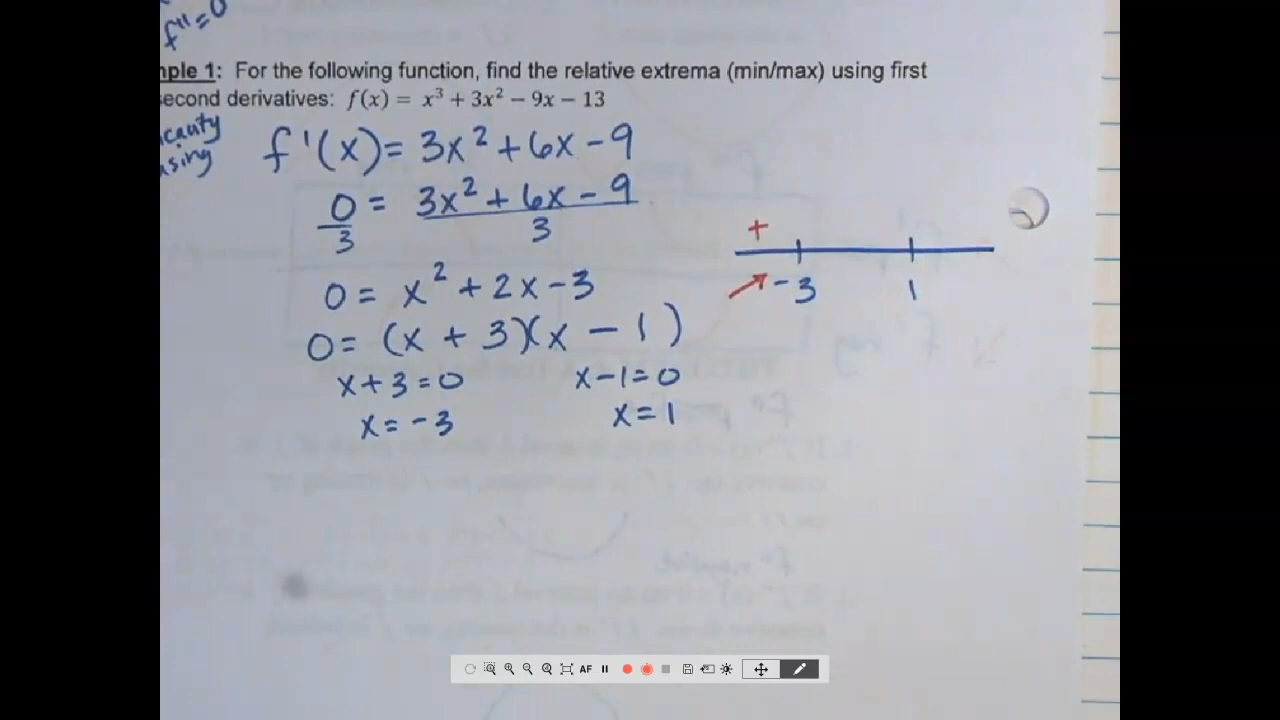 f''=0
mple 1: For the following function, find the relative extrema (min/max) using first
second derivatives: f(x) = x³ + 3x² − 9x − 13
cavity
f'(x) = 3x² + 6x − 9
sing
0/3 = (3x² + 6x − 9)/3
+
−3 1
0 = x² + 2x − 3
0 = (x + 3)(x − 1)
x + 3 = 0 x − 1 = 0
x = −3 x = 1
AF